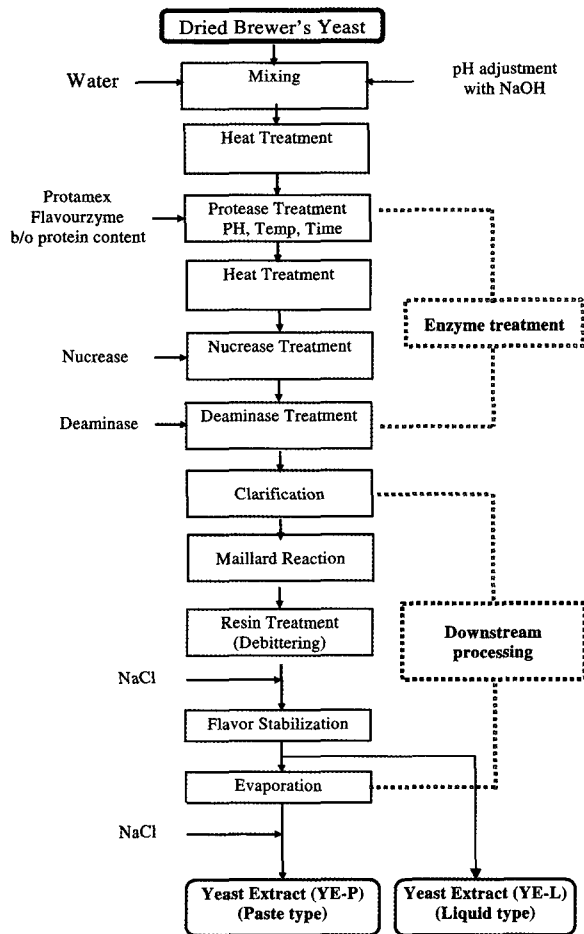 Dried Brewer's Yeast
Water
Mixing
pH adjustment
with NaOH
Heat Treatment
Protamex
Flavourzyme
b/o protein content
Protease Treatment
PH, Temp, Time
Heat Treatment
Enzyme treatment
Nucrease
Nucrease Treatment
Deaminase
Deaminase Treatment
Clarification
Maillard Reaction
Resin Treatment
(Debittering)
Downstream
processing
NaCl
Flavor Stabilization
Evaporation
NaCl
Yeast Extract (YE-P)
(Paste type)
Yeast Extract (YE-L)
(Liquid type)